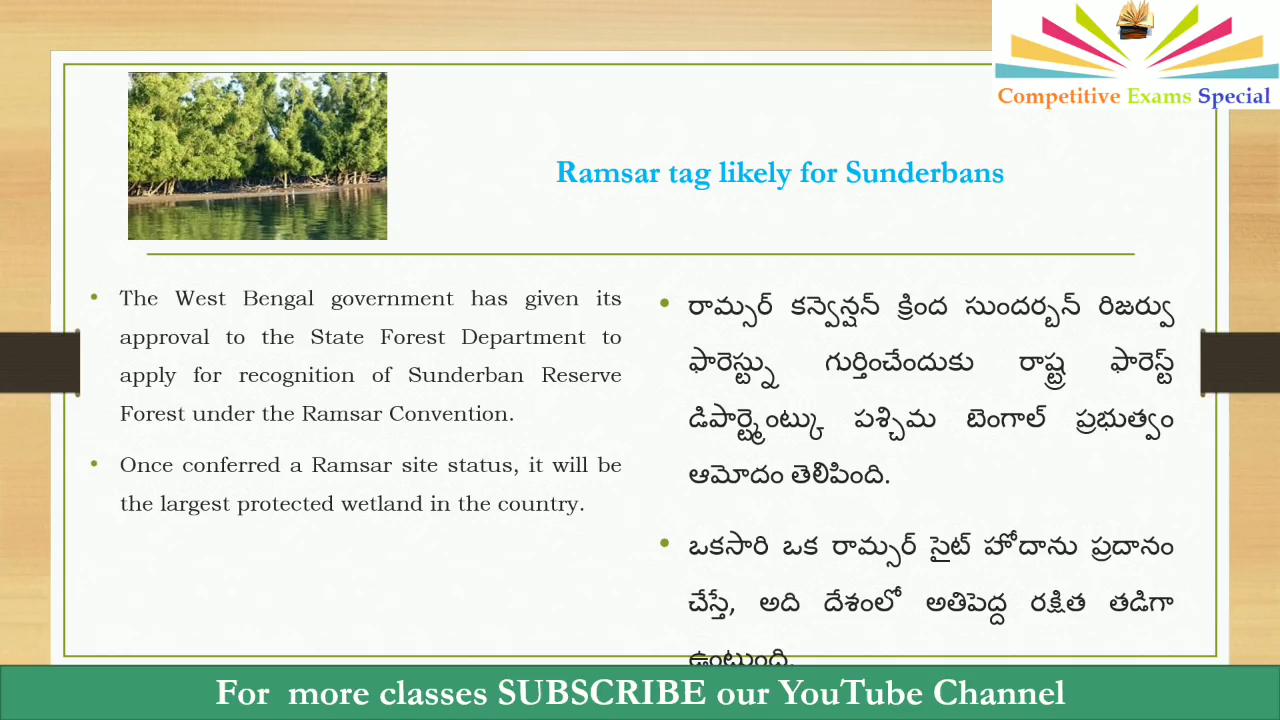 Competitive Exams Special
Ramsar tag likely for Sunderbans
• The West Bengal government has given its
approval to the State Forest Department to
apply for recognition of Sunderban Reserve
Forest under the Ramsar Convention.
• Once conferred a Ramsar site status, it will be
the largest protected wetland in the country.
• రామ్సర్ కన్వెన్షన్ క్రింద సుందర్బన్ రిజర్వు
ఫారెస్ట్ను గుర్తించేందుకు రాష్ట్ర ఫారెస్ట్
డిపార్ట్మెంట్కు పశ్చిమ బెంగాల్ ప్రభుత్వం
ఆమోదం తెలిపింది.
• ఒకసారి ఒక రామ్సర్ సైట్ హోదాను ప్రదానం
చేస్తే, అది దేశంలో అతిపెద్ద రక్షిత తడిగా
ఉంటుంది.
For more classes SUBSCRIBE our YouTube Channel